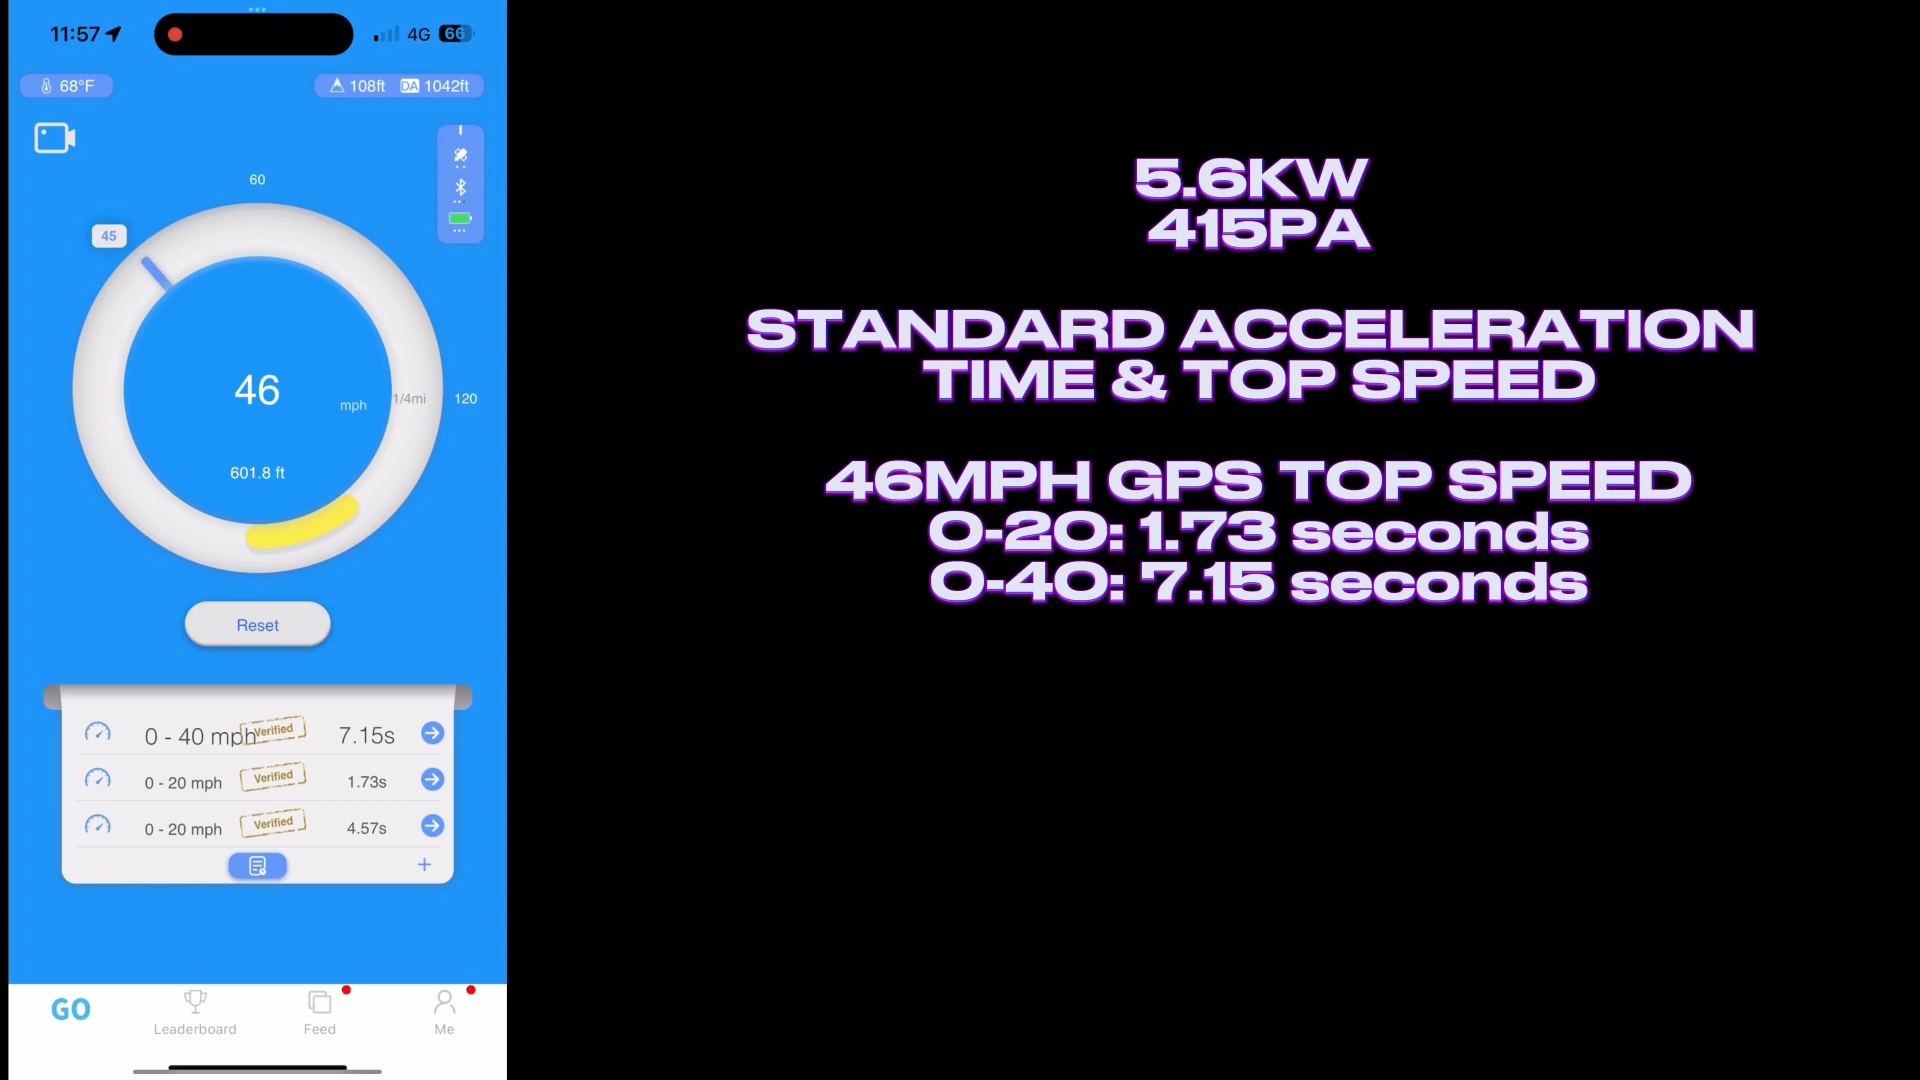 11:57
4G 66
68°F
108ft DA 1042ft
60
45
46
mph
1/4mi
120
601.8 ft
Reset
0 - 40 mph Verified 7.15s
0 - 20 mph Verified 1.73s
0 - 20 mph Verified 4.57s
GO
Leaderboard
Feed
Me
5.6KW
415PA
STANDARD ACCELERATION
TIME & TOP SPEED
46MPH GPS TOP SPEED
0-20: 1.73 seconds
0-40: 7.15 seconds